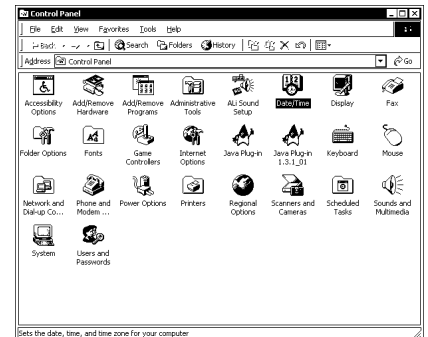 Control Panel
File Edit View Favorites Tools Help
Back Search Folders History
Address Control Panel Go
Accessibility Options
Add/Remove Hardware
Add/Remove Programs
Administrative Tools
ALi Sound Setup
Date/Time
Display
Fax
Folder Options
Fonts
Game Controllers
Internet Options
Java Plug-in
Java Plug-in 1.3.1_01
Keyboard
Mouse
Network and Dial-up Co...
Phone and Modem ...
Power Options
Printers
Regional Options
Scanners and Cameras
Scheduled Tasks
Sounds and Multimedia
System
Users and Passwords
Sets the date, time, and time zone for your computer